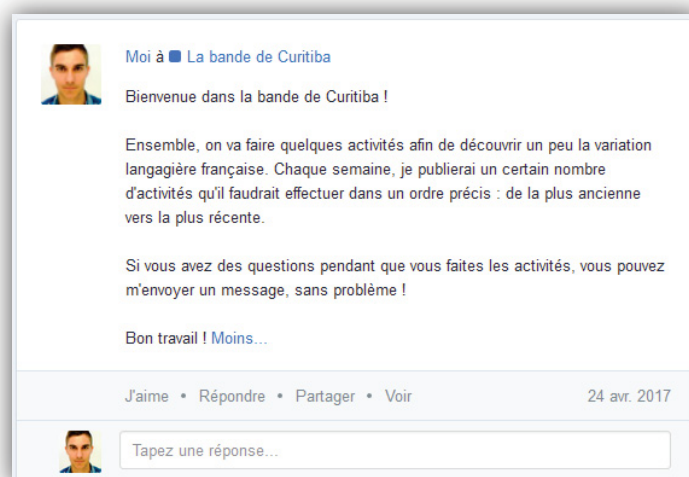 Moi à La bande de Curitiba
Bienvenue dans la bande de Curitiba !
Ensemble, on va faire quelques activités afin de découvrir un peu la variation
langagière française. Chaque semaine, je publierai un certain nombre
d'activités qu'il faudrait effectuer dans un ordre précis : de la plus ancienne
vers la plus récente.
Si vous avez des questions pendant que vous faites les activités, vous pouvez
m'envoyer un message, sans problème !
Bon travail ! Moins...
J'aime • Répondre • Partager • Voir 24 avr. 2017
Tapez une réponse...